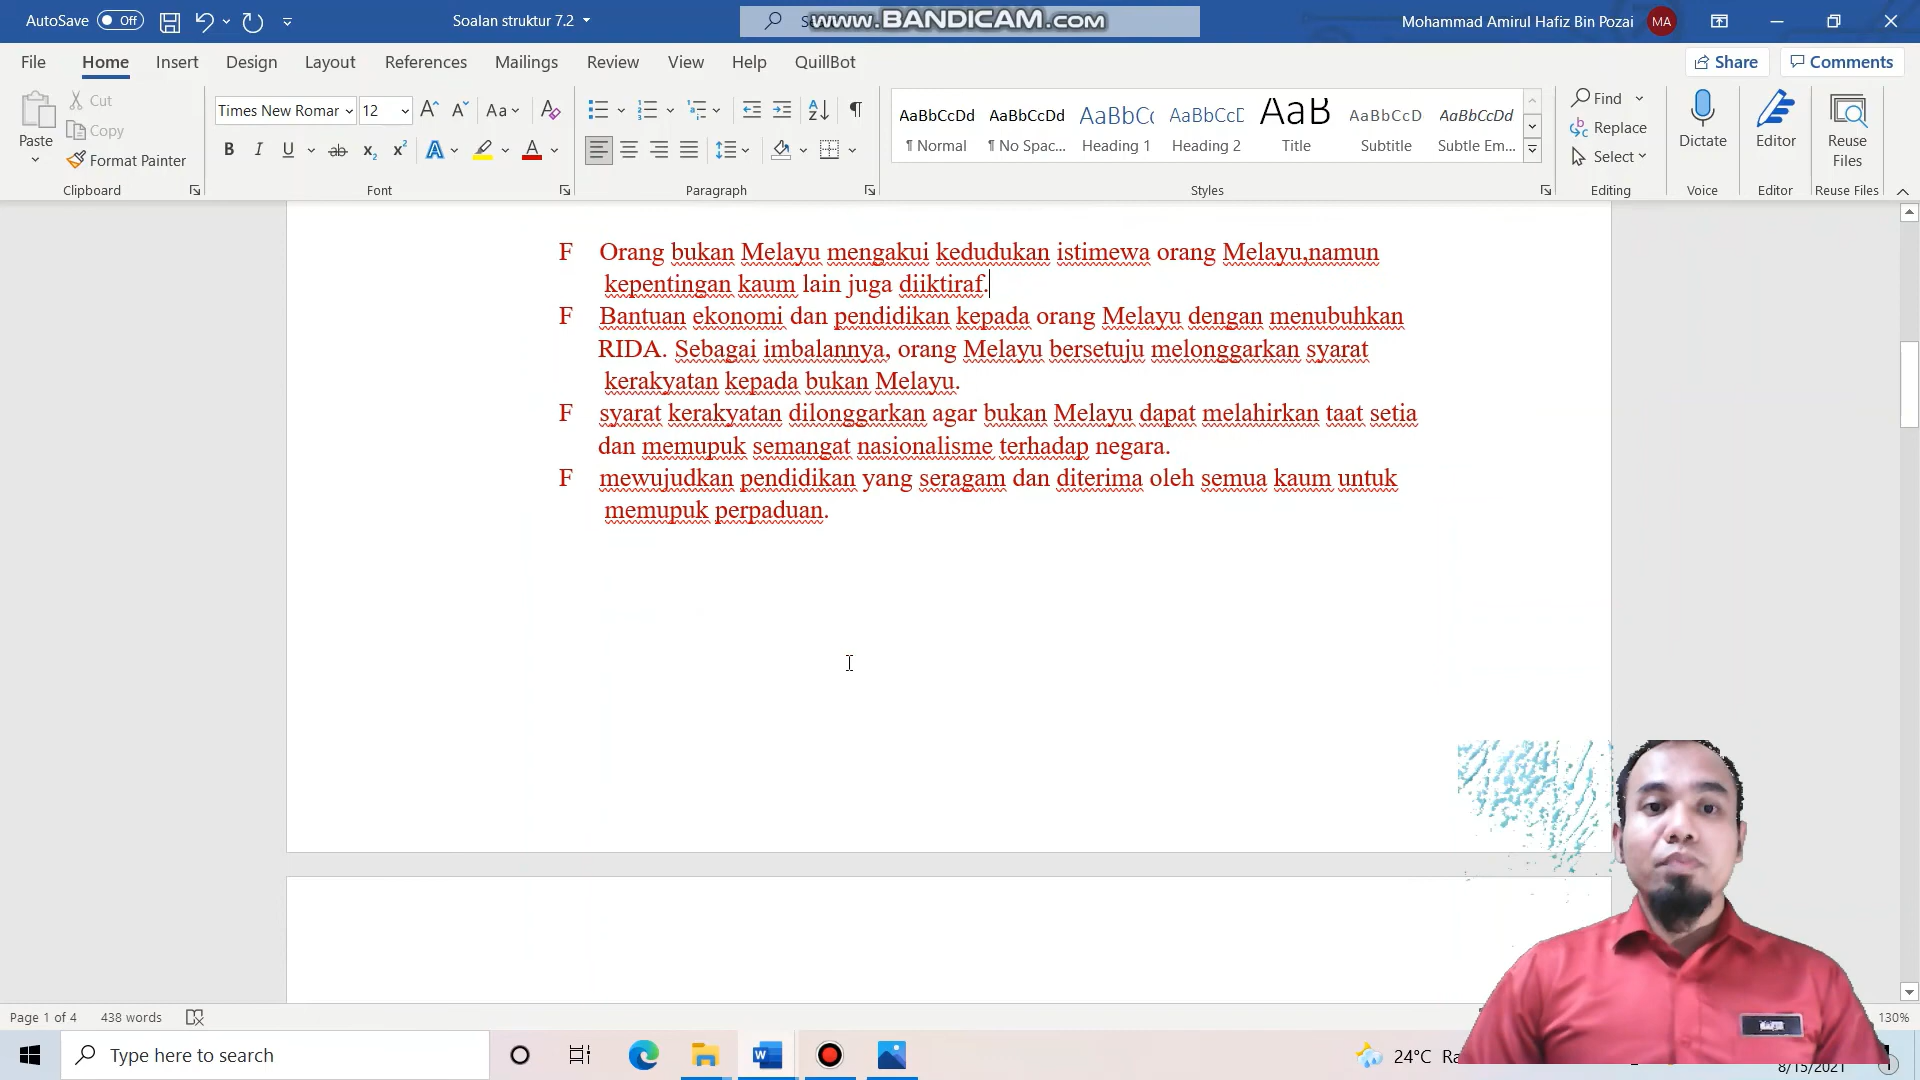 AutoSave Off Soalan struktur 7.2 www.BANDICAM.com Mohammad Amirul Hafiz Bin Pozai MA
File Home Insert Design Layout References Mailings Review View Help QuillBot Share Comments
Cut
Copy
Format Painter
Paste
Clipboard
Times New Romar 12 Aa
Font
Paragraph
AaBbCcDd AaBbCcDd AaBbCc AaBbCcD AaB AaBbCcD AaBbCcDd
¶ Normal ¶ No Spac... Heading 1 Heading 2 Title Subtitle Subtle Em...
Styles
Find
Replace
Select
Editing
Dictate
Voice
Editor
Editor
Reuse
Files
Reuse Files
F Orang bukan Melayu mengakui kedudukan istimewa orang Melayu,namun
kepentingan kaum lain juga diiktiraf.
F Bantuan ekonomi dan pendidikan kepada orang Melayu dengan menubuhkan
RIDA. Sebagai imbalannya, orang Melayu bersetuju melonggarkan syarat
kerakyatan kepada bukan Melayu.
F syarat kerakyatan dilonggarkan agar bukan Melayu dapat melahirkan taat setia
dan memupuk semangat nasionalisme terhadap negara.
F mewujudkan pendidikan yang seragam dan diterima oleh semua kaum untuk
memupuk perpaduan.
Page 1 of 4 438 words 130%
Type here to search 24°C
8/15/2021